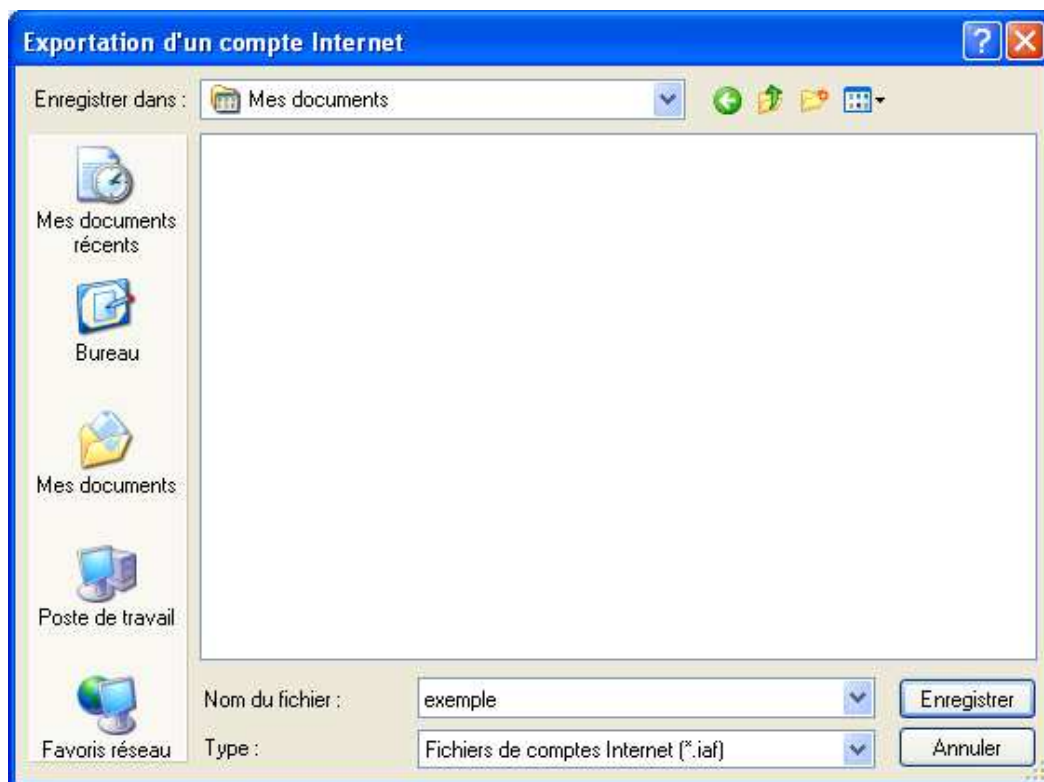 Exportation d'un compte Internet
Enregistrer dans :
Mes documents
Mes documents
récents
Bureau
Mes documents
Poste de travail
Favoris réseau
Nom du fichier :
exemple
Enregistrer
Type :
Fichiers de comptes Internet (*.iaf)
Annuler